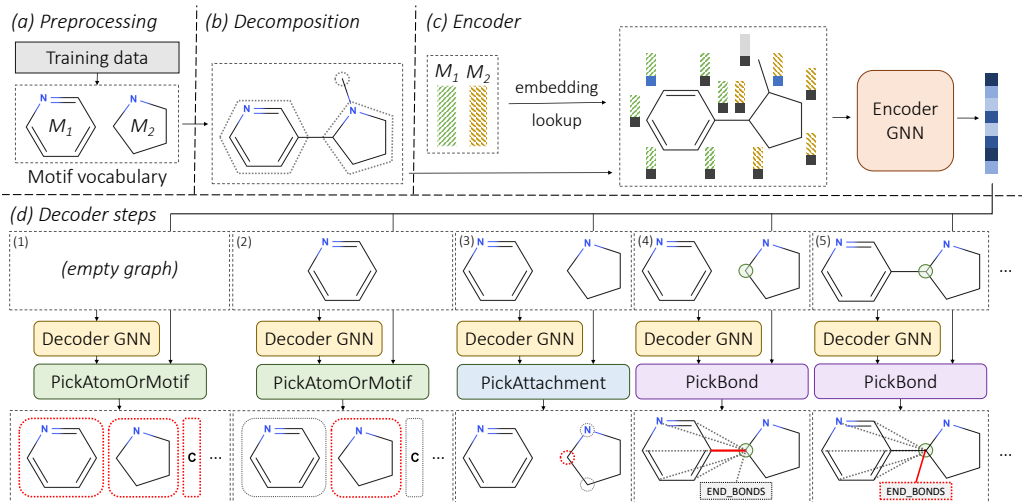 (a) Preprocessing
Training data
N
M1
N
M2
Motif vocabulary
(b) Decomposition
N
N
(c) Encoder
M1 M2
embedding
lookup
Encoder
GNN
(d) Decoder steps
(1)
(empty graph)
(2)
N
(3)
N
N
(4)
N
N
(5)
N
N
...
Decoder GNN
Decoder GNN
Decoder GNN
Decoder GNN
Decoder GNN
PickAtomOrMotif
PickAtomOrMotif
PickAttachment
PickBond
PickBond
N
N
C
...
N
N
C
...
N
N
N
N
END_BONDS
N
N
END_BONDS
...